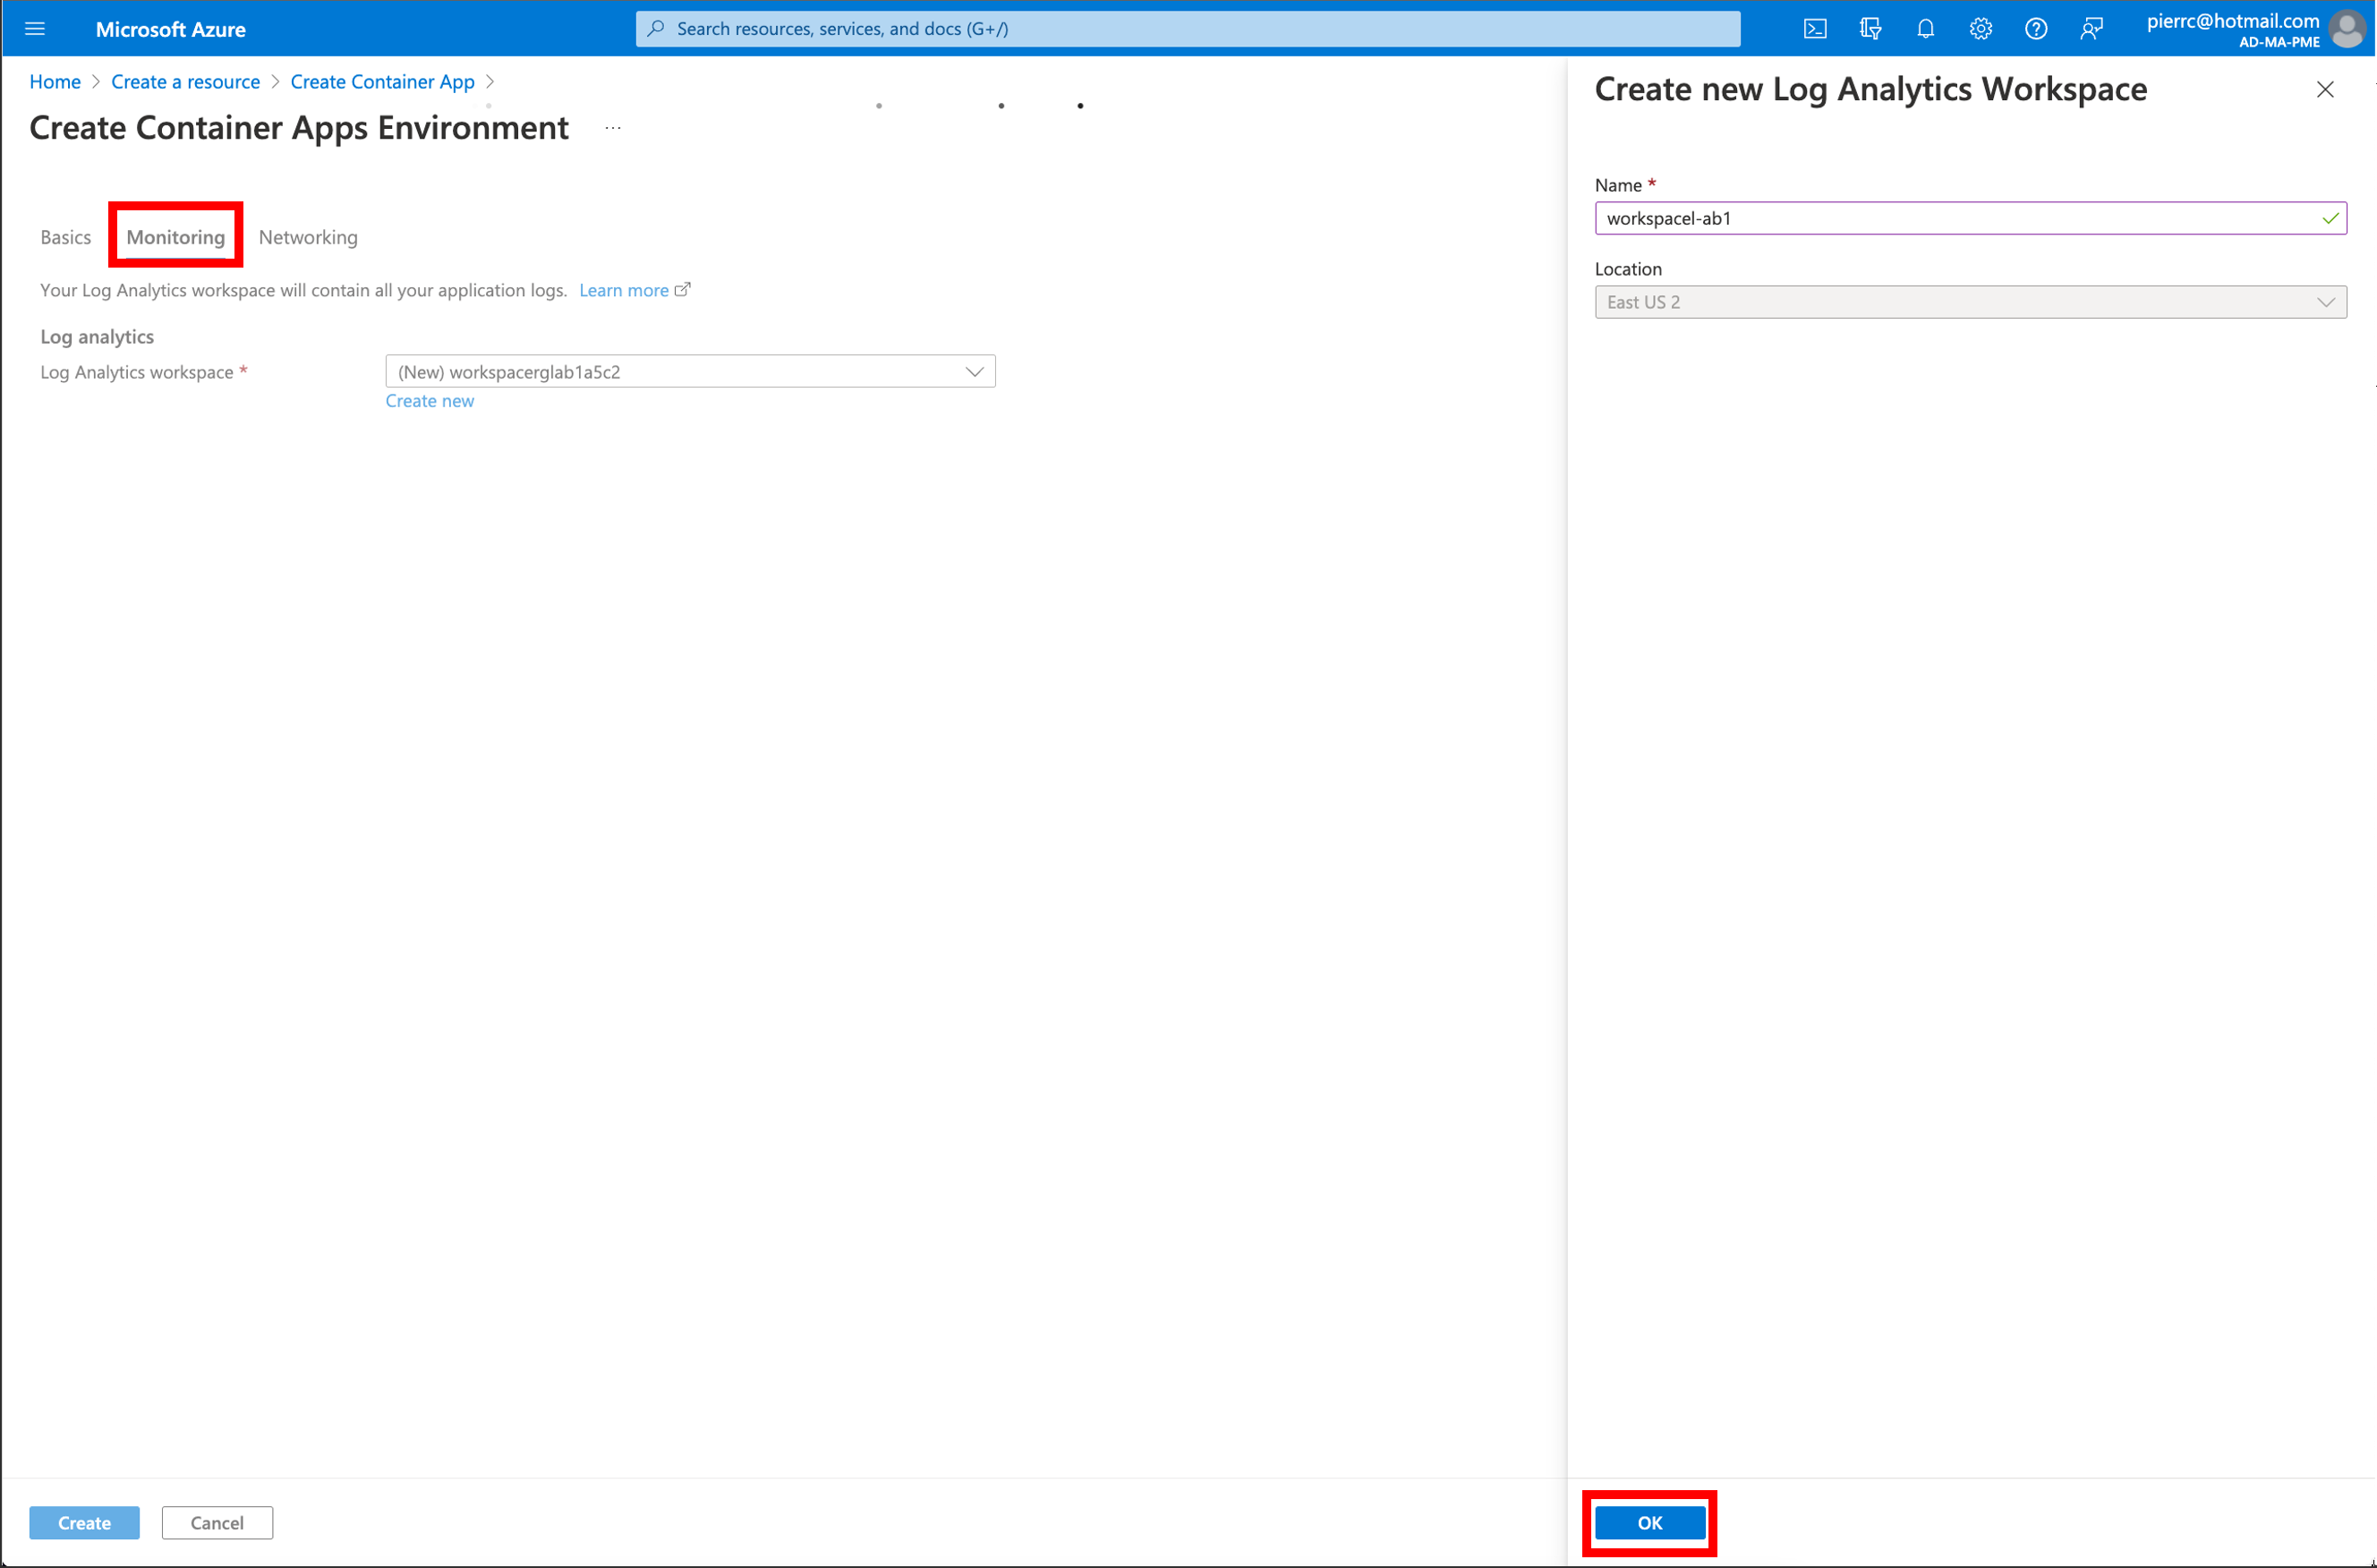 Microsoft Azure
Search resources, services, and docs (G+/)
pierrc@hotmail.com
AD-MA-PME
Home > Create a resource > Create Container App >
Create Container Apps Environment ...
Basics Monitoring Networking
Your Log Analytics workspace will contain all your application logs. Learn more
Log analytics
Log Analytics workspace *
(New) workspacerglab1a5c2
Create new
Create
Cancel
Create new Log Analytics Workspace
Name *
workspacel-ab1
Location
East US 2
OK